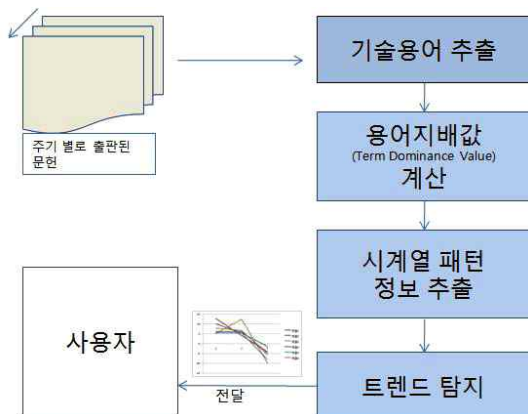 기술용어 추출
주기 별로 출판된
문헌
용어지배값
(Term Dominance Value)
계산
시계열 패턴
정보 추출
사용자
전달
트렌드 탐지